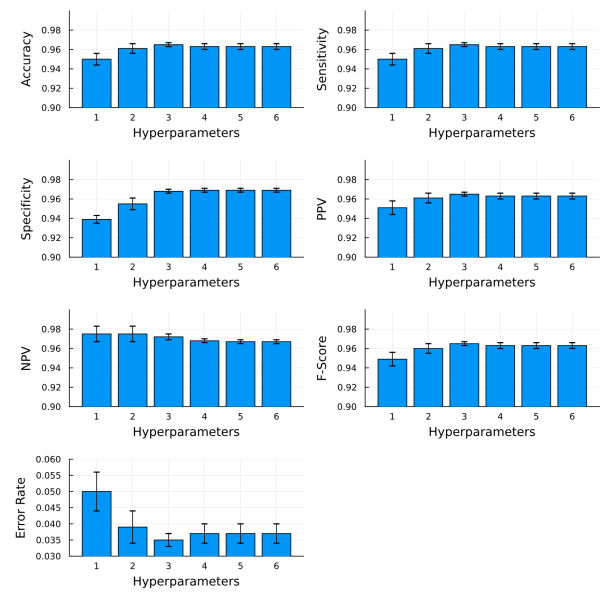 Accuracy
0.98
0.96
0.94
0.92
0.90
1 2 3 4 5 6
Hyperparameters
Sensitivity
0.98
0.96
0.94
0.92
0.90
1 2 3 4 5 6
Hyperparameters
Specificity
0.98
0.96
0.94
0.92
0.90
1 2 3 4 5 6
Hyperparameters
PPV
0.98
0.96
0.94
0.92
0.90
1 2 3 4 5 6
Hyperparameters
NPV
0.98
0.96
0.94
0.92
0.90
1 2 3 4 5 6
Hyperparameters
F-Score
0.98
0.96
0.94
0.92
0.90
1 2 3 4 5 6
Hyperparameters
Error Rate
0.060
0.055
0.050
0.045
0.040
0.035
0.030
1 2 3 4 5 6
Hyperparameters